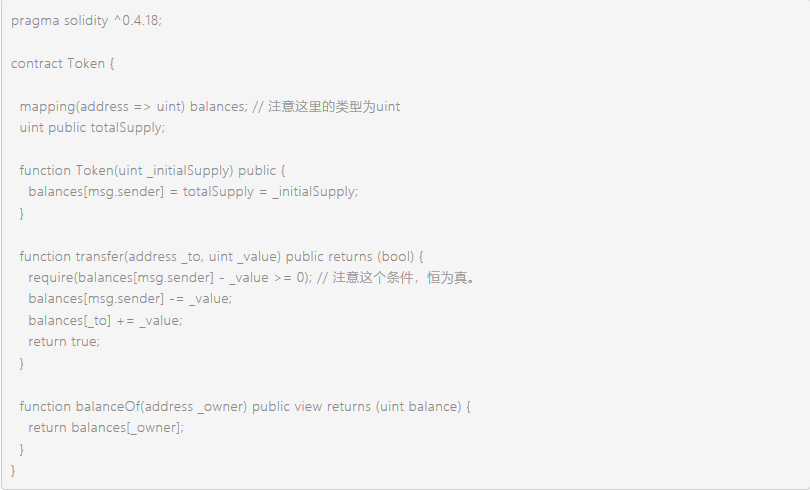 pragma solidity ^0.4.18;
contract Token {
mapping(address => uint) balances; // 注意这里的类型为uint
uint public totalSupply;
function Token(uint _initialSupply) public {
balances[msg.sender] = totalSupply = _initialSupply;
}
function transfer(address _to, uint _value) public returns (bool) {
require(balances[msg.sender] - _value >= 0); // 注意这个条件，恒为真。
balances[msg.sender] -= _value;
balances[_to] += _value;
return true;
}
function balanceOf(address _owner) public view returns (uint balance) {
return balances[_owner];
}
}